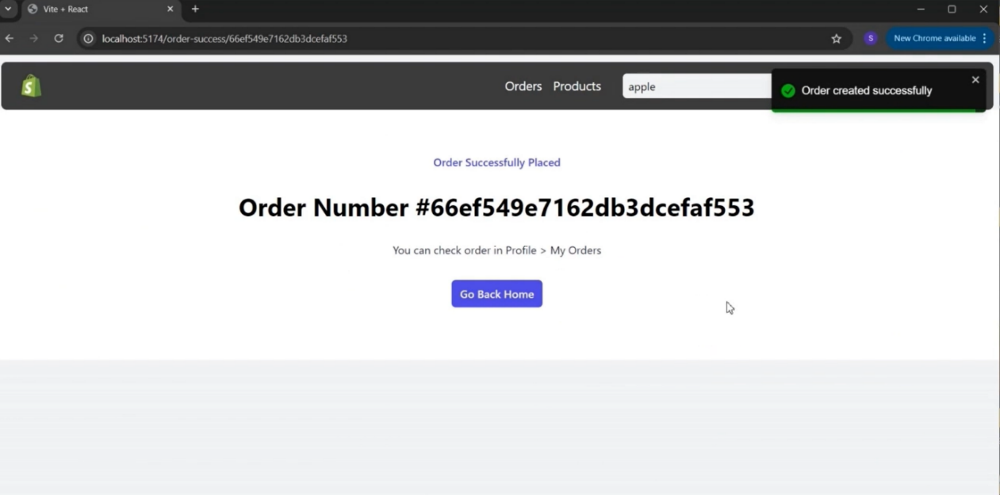 Vite + React
localhost:5174/order-success/66ef549e7162db3dcefaf553
S
New Chrome available
S
Orders Products apple
Order created successfully
Order Successfully Placed
Order Number #66ef549e7162db3dcefaf553
You can check order in Profile > My Orders
Go Back Home